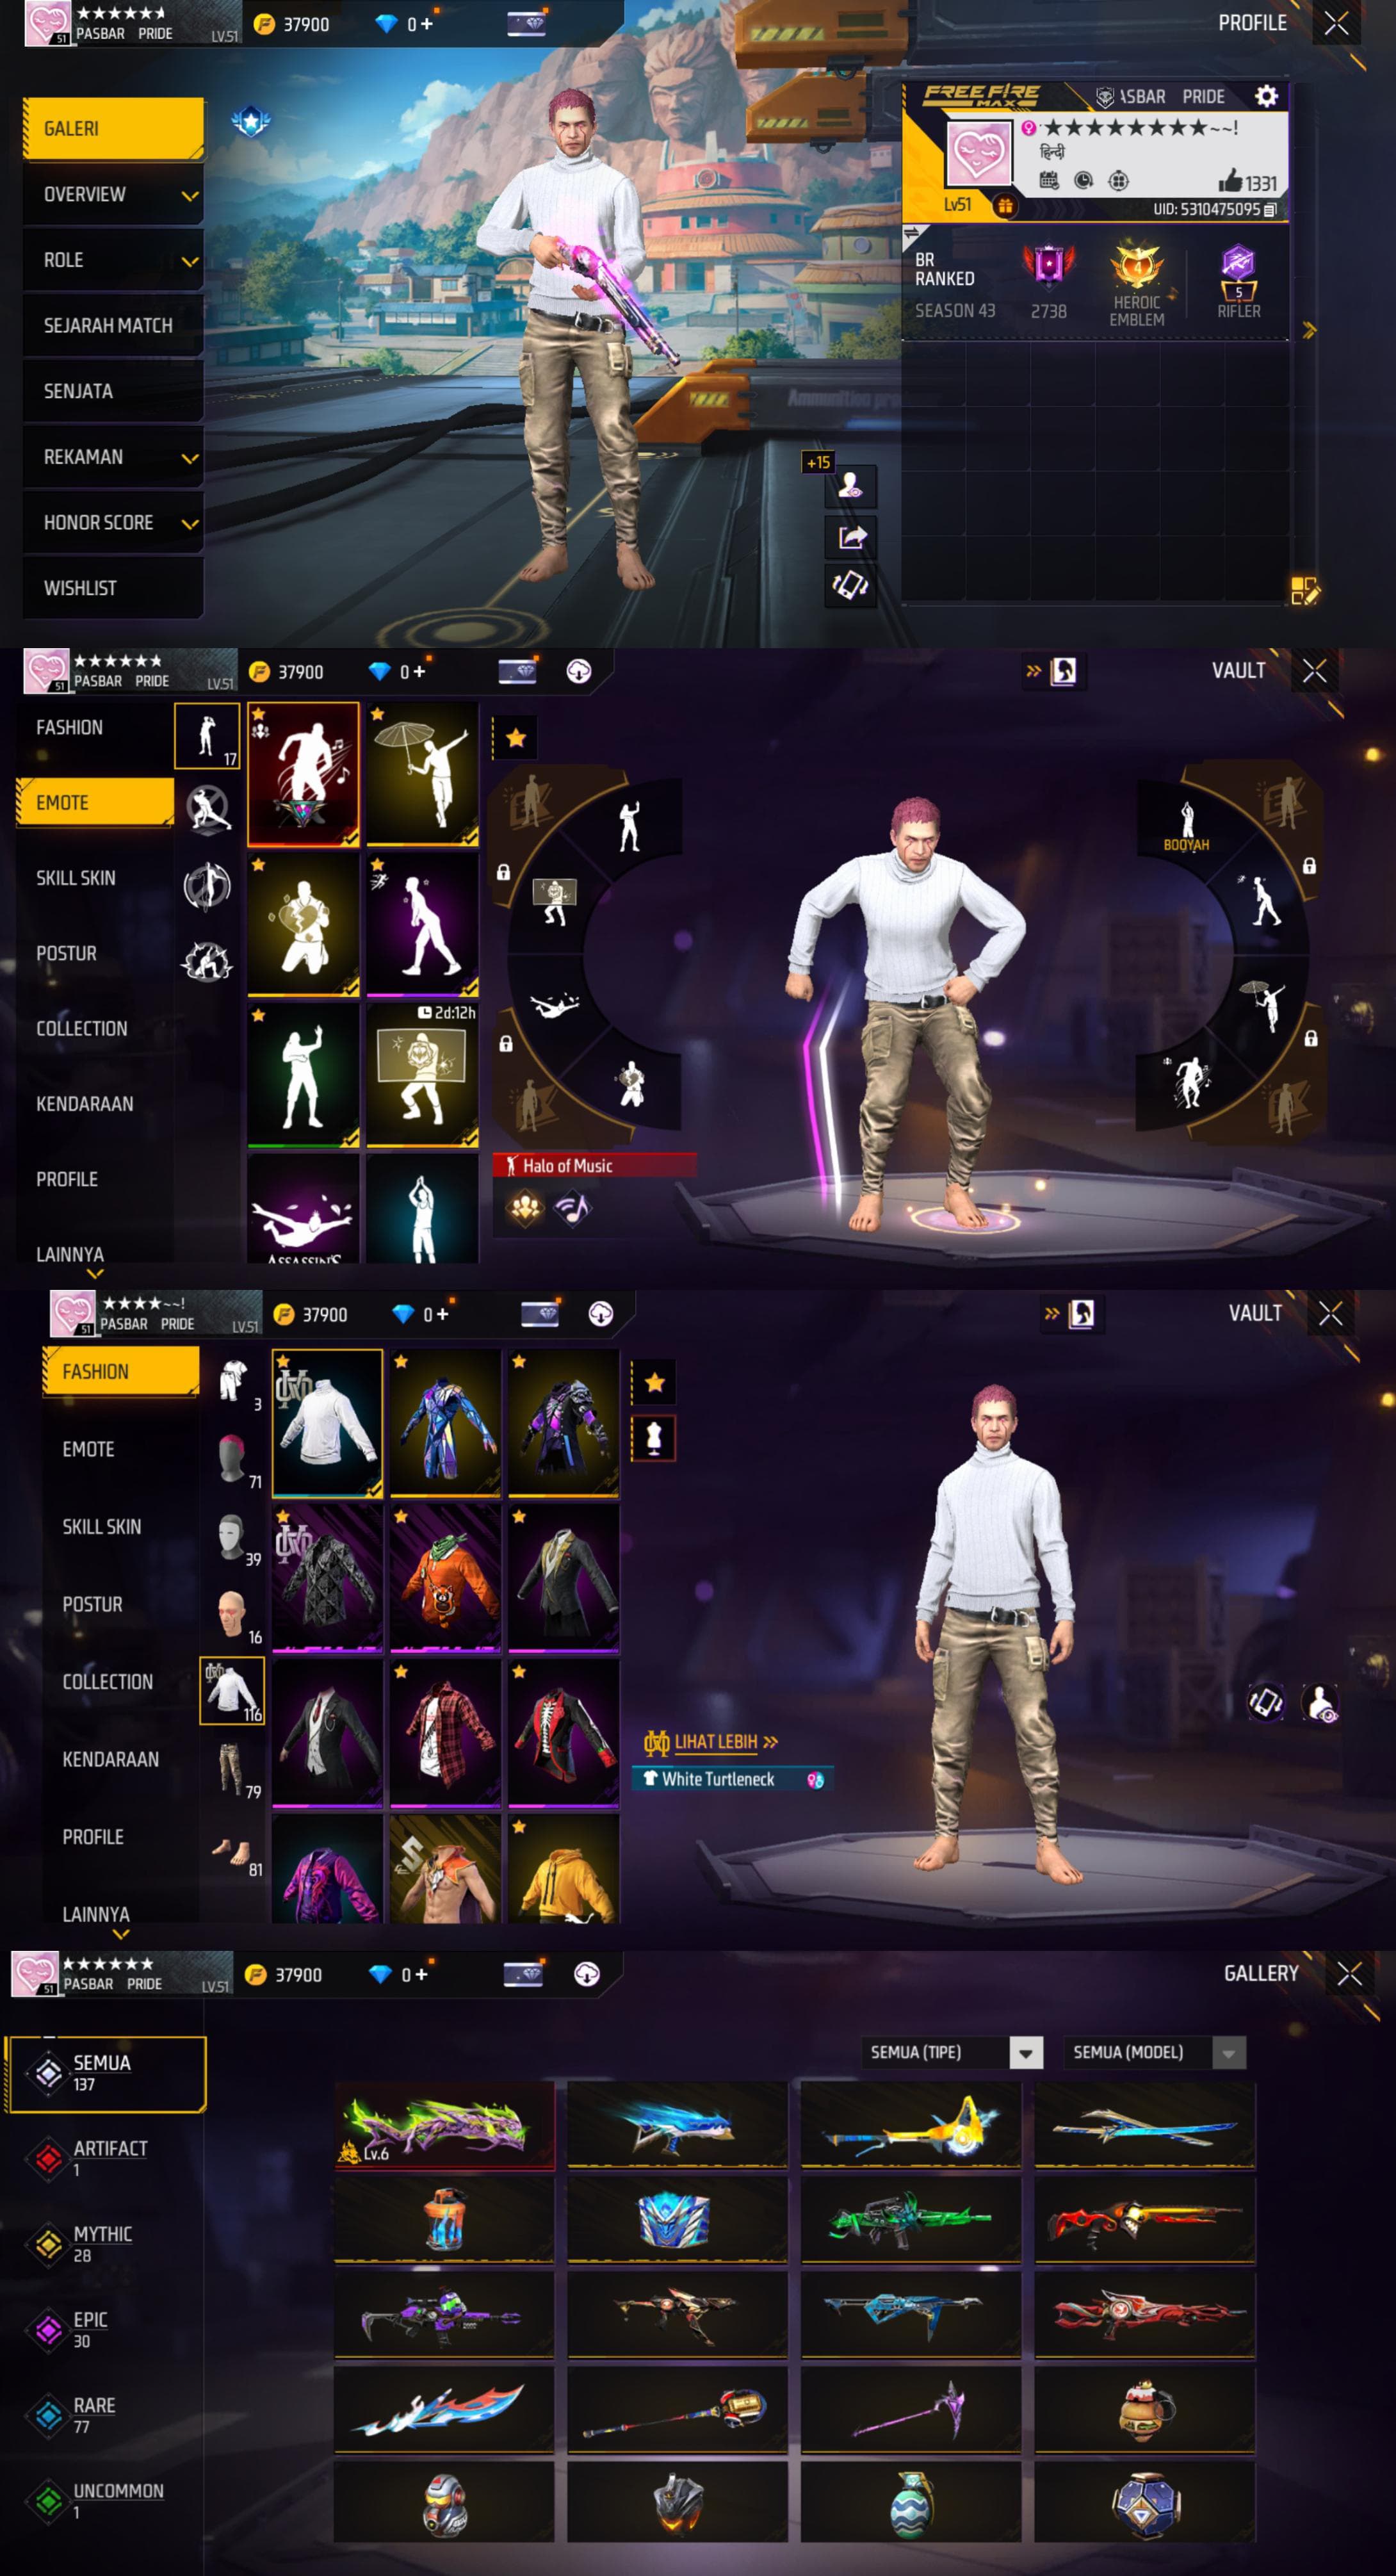 ★★★★★★★
PASBAR PRIDE
LV.51
51
37900
0+
PROFILE
GALERI
OVERVIEW
ROLE
SEJARAH MATCH
SENJATA
REKAMAN
HONOR SCORE
WISHLIST
+15
FREE FIRE
MAX
ASBAR PRIDE
★★★★★★★★★~~!
हिन्दी
1331
Lv51
UID: 5310475095
BR
RANKED
SEASON 43
2738
4
HEROIC
EMBLEM
5
RIFLER
★★★★★★
PASBAR PRIDE
LV.51
51
37900
0+
VAULT
FASHION
EMOTE
SKILL SKIN
POSTUR
COLLECTION
KENDARAAN
PROFILE
LAINNYA
17
2d:12h
ASSASSIN'S
BOOYAH
Halo of Music
★★★★~~!
PASBAR PRIDE
LV.51
51
37900
0+
VAULT
FASHION
EMOTE
SKILL SKIN
POSTUR
COLLECTION
KENDARAAN
PROFILE
LAINNYA
3
71
39
16
116
79
81
LIHAT LEBIH
White Turtleneck
★★★★★★
PASBAR PRIDE
LV.51
51
37900
0+
GALLERY
SEMUA
137
ARTIFACT
1
MYTHIC
28
EPIC
30
RARE
77
UNCOMMON
1
SEMUA (TIPE)
SEMUA (MODEL)
Lv.6